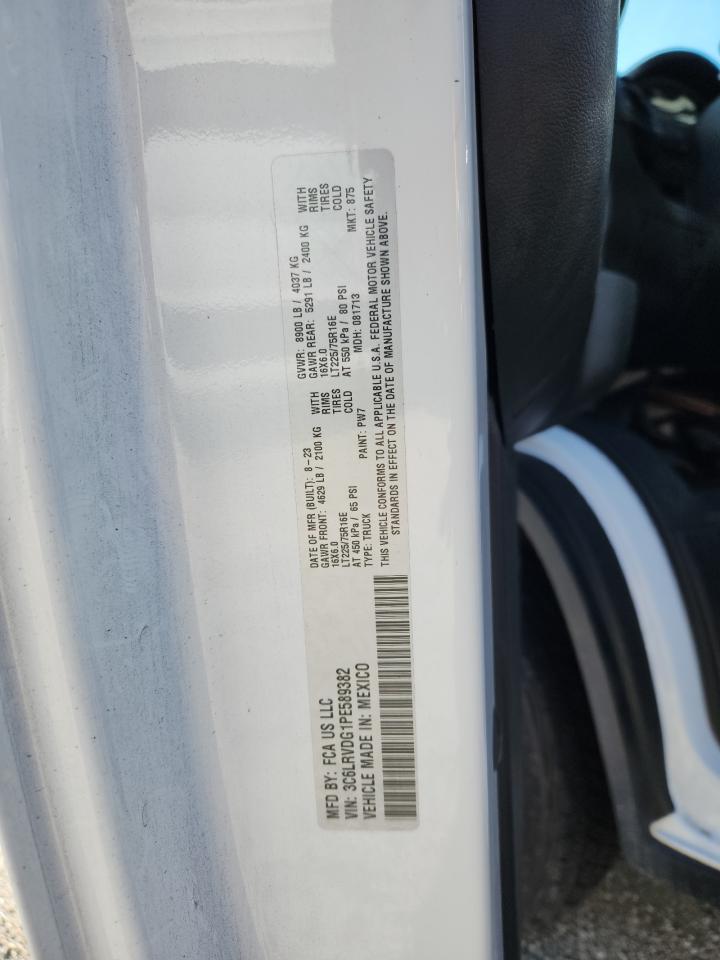 MFD BY: FCA US LLC
VIN: 3C6LRVDG1PE589382
VEHICLE MADE IN: MEXICO
DATE OF MFR (BUILT): 8-23
GAWR FRONT: 4629 LB / 2100 KG WITH
16X6.0 RIMS
LT225/75R16E TIRES
AT 450 kPa / 65 PSI COLD
TYPE: TRUCK PAINT: PW7
GVWR: 8900 LB / 4037 KG
GAWR REAR: 5291 LB / 2400 KG WITH
16X6.0 RIMS
LT225/75R16E TIRES
AT 550 kPa / 80 PSI COLD
MDH: 081713 MKT: 875
THIS VEHICLE CONFORMS TO ALL APPLICABLE U.S.A. FEDERAL MOTOR VEHICLE SAFETY
STANDARDS IN EFFECT ON THE DATE OF MANUFACTURE SHOWN ABOVE.